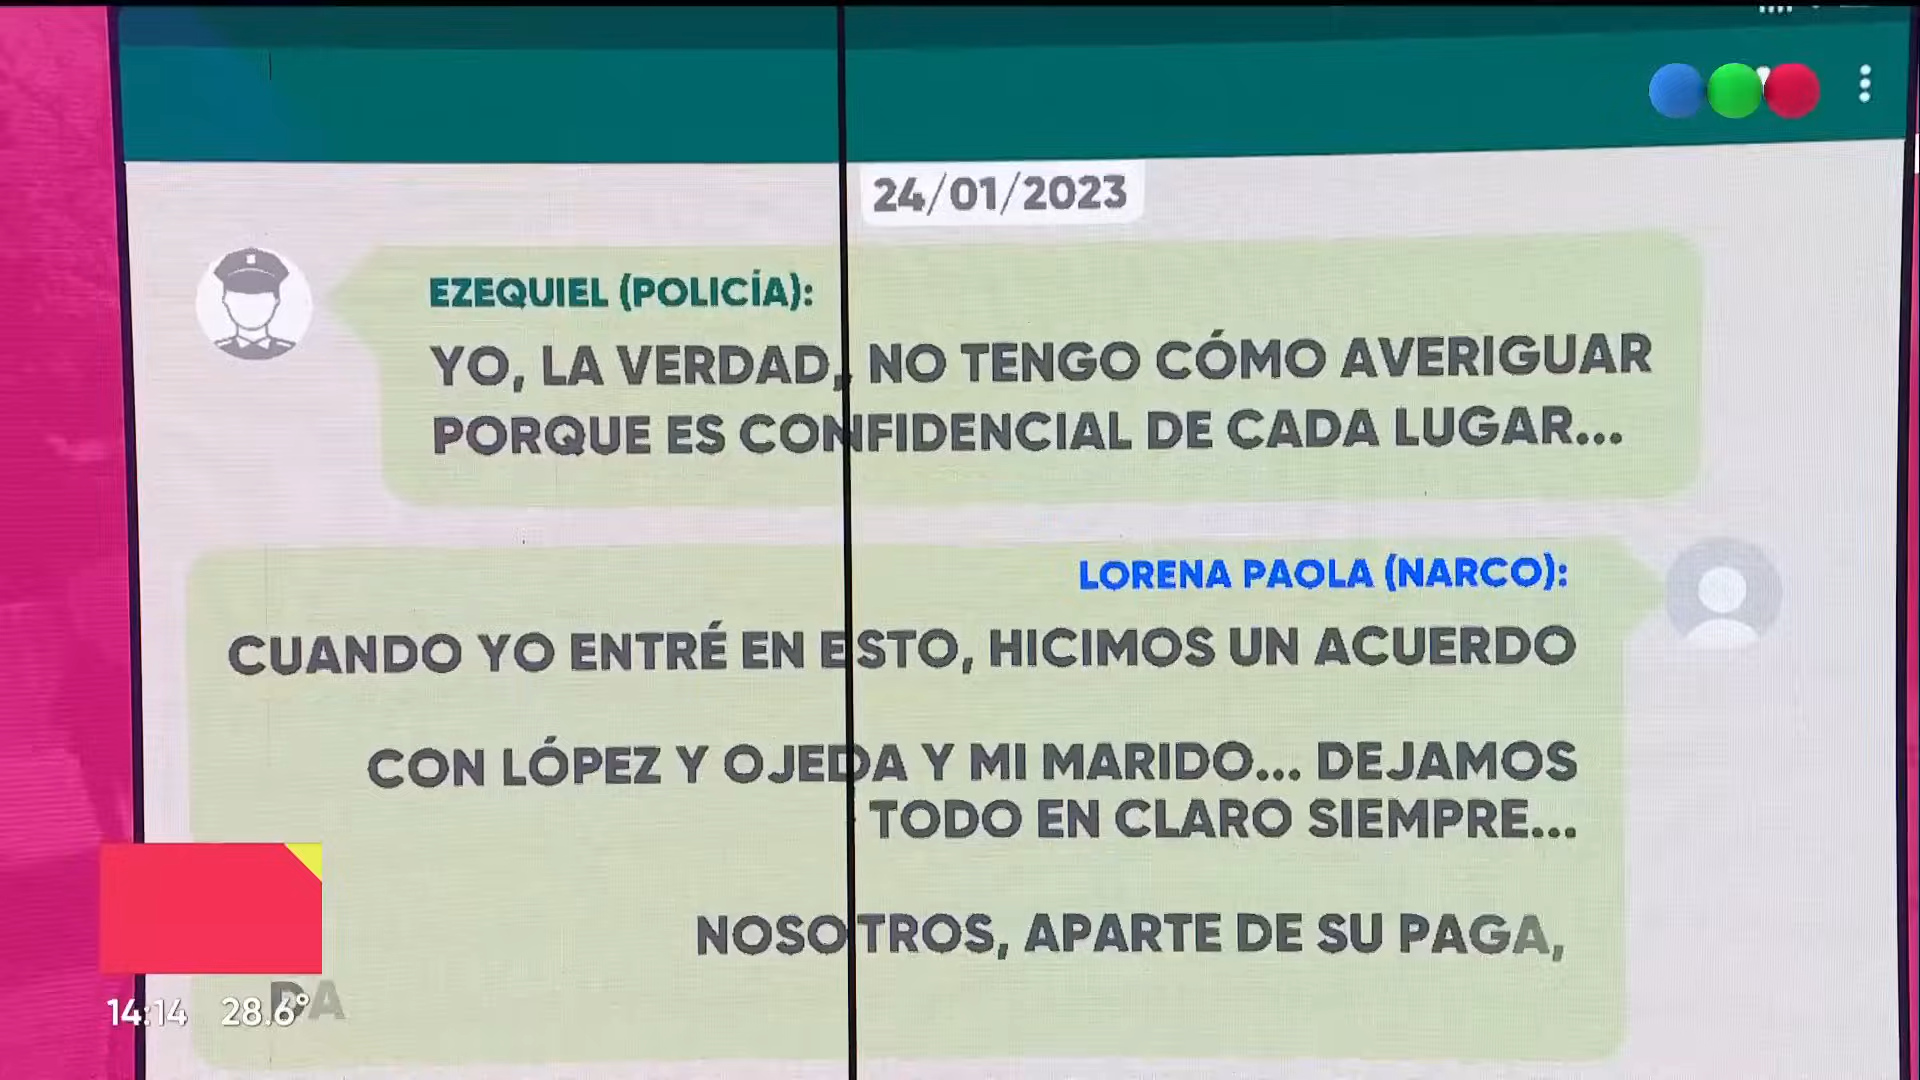 24/01/2023
EZEQUIEL (POLICÍA):
YO, LA VERDAD, NO TENGO CÓMO AVERIGUAR
PORQUE ES CONFIDENCIAL DE CADA LUGAR...
LORENA PAOLA (NARCO):
CUANDO YO ENTRÉ EN ESTO, HICIMOS UN ACUERDO
CON LÓPEZ Y OJEDA Y MI MARIDO... DEJAMOS
TODO EN CLARO SIEMPRE...
NOSOTROS, APARTE DE SU PAGA,
DA
14:14 28.6°